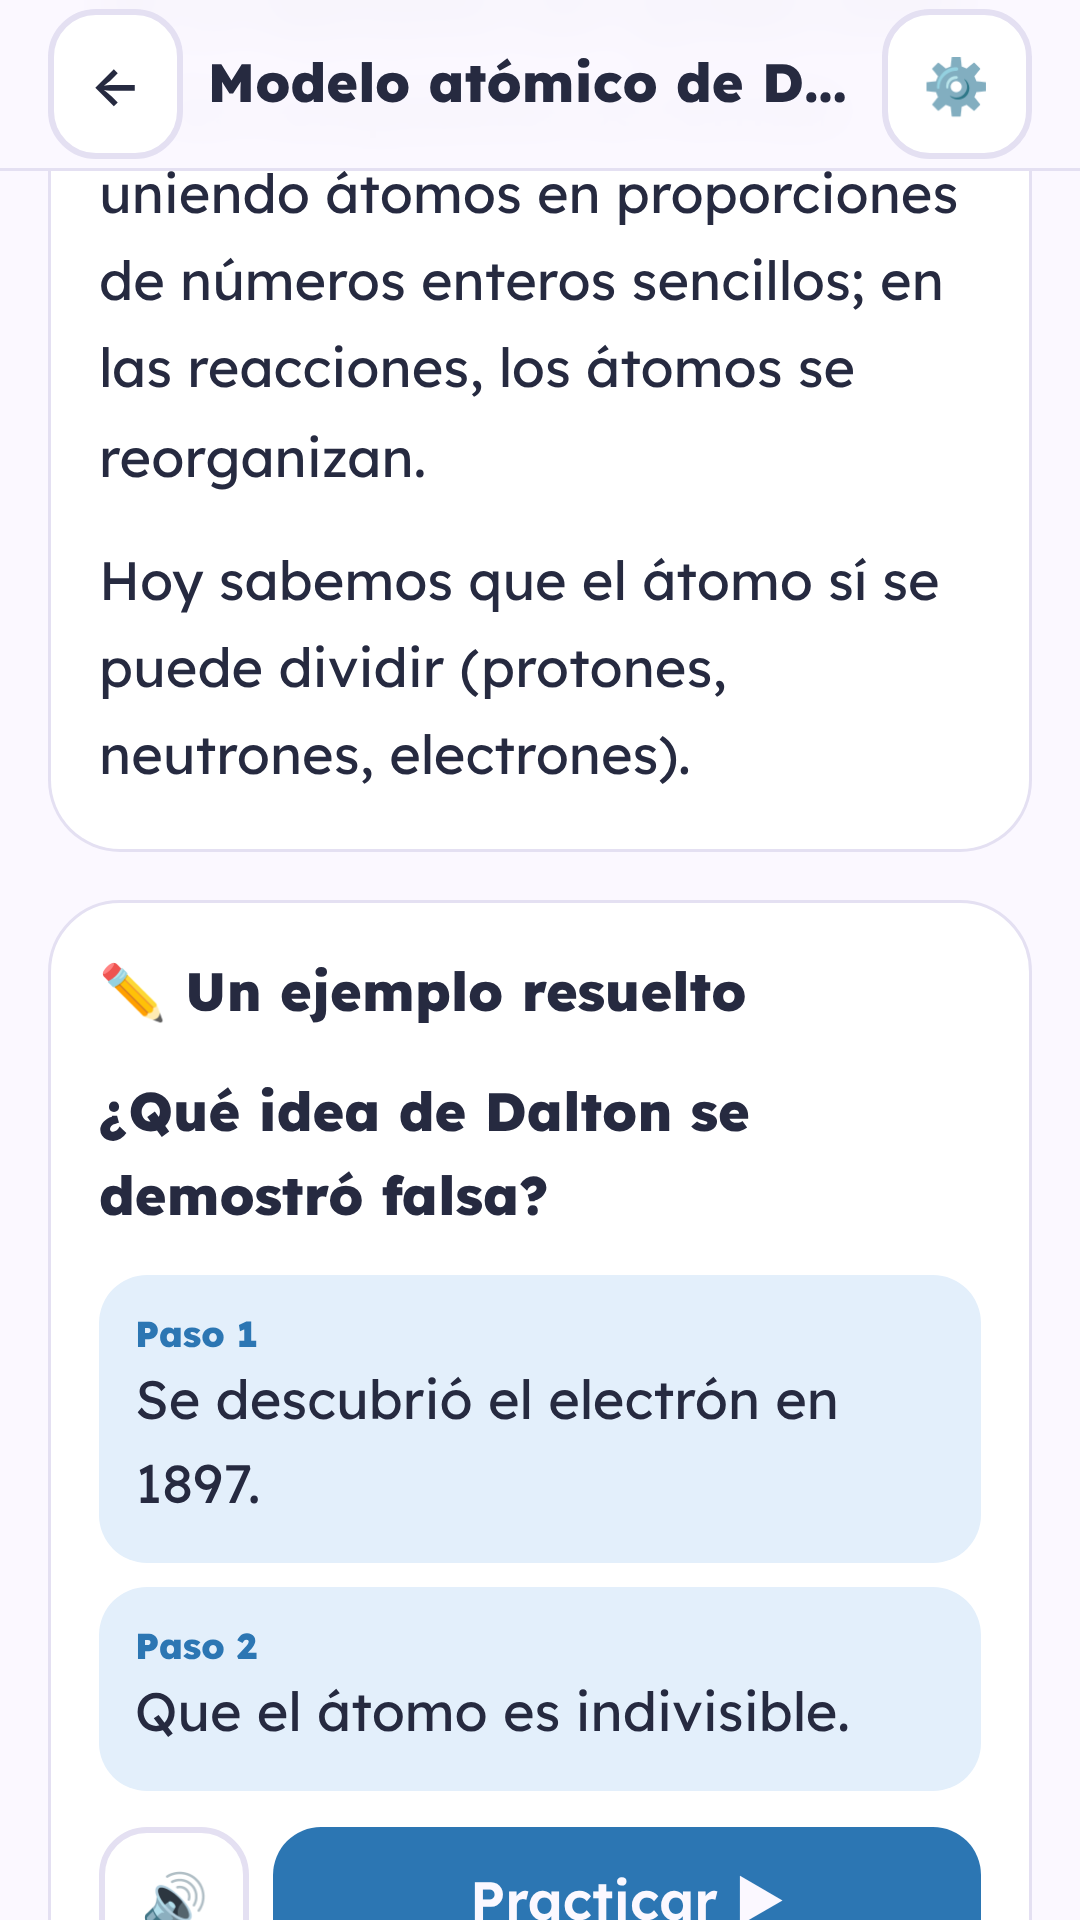 Modelo atómico de D...
uniendo átomos en proporciones
de números enteros sencillos; en
las reacciones, los átomos se
reorganizan.
Hoy sabemos que el átomo sí se
puede dividir (protones,
neutrones, electrones).
Un ejemplo resuelto
¿Qué idea de Dalton se
demostró falsa?
Paso 1
Se descubrió el electrón en
1897.
Paso 2
Que el átomo es indivisible.
Practicar